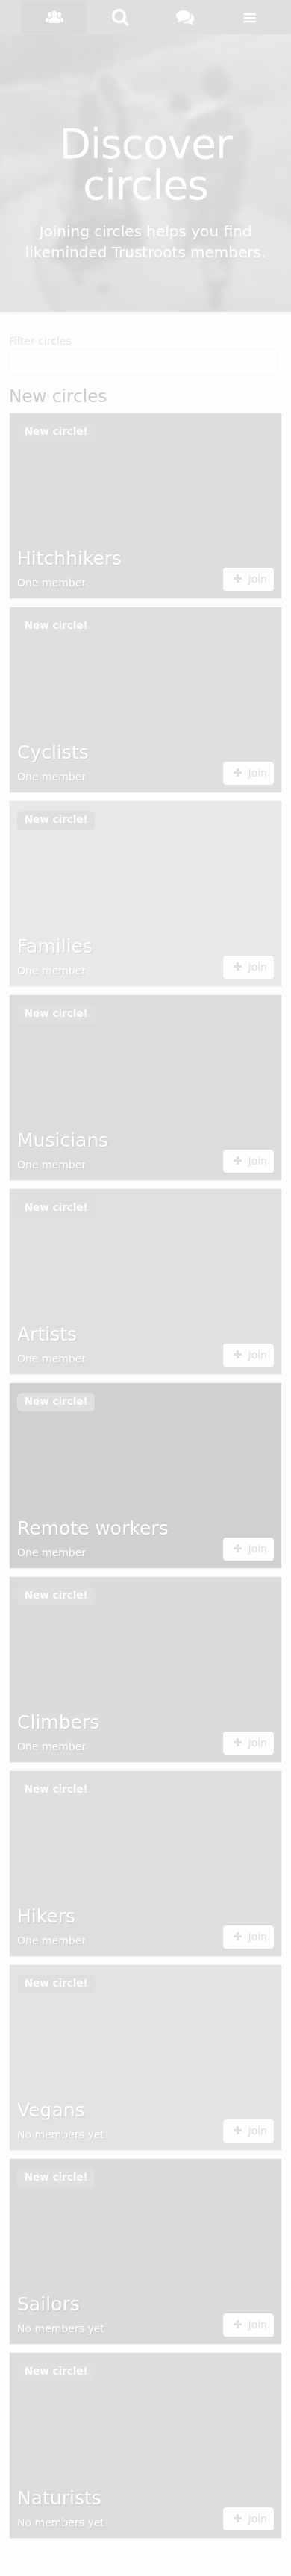 Discover
circles
Joining circles helps you find
likeminded Trustroots members.
Filter circles
New circles
New circle!
Hitchhikers
One member
Join
New circle!
Cyclists
One member
Join
New circle!
Families
One member
Join
New circle!
Musicians
One member
Join
New circle!
Artists
One member
Join
New circle!
Remote workers
One member
Join
New circle!
Climbers
One member
Join
New circle!
Hikers
One member
Join
New circle!
Vegans
No members yet
Join
New circle!
Sailors
No members yet
Join
New circle!
Naturists
No members yet
Join